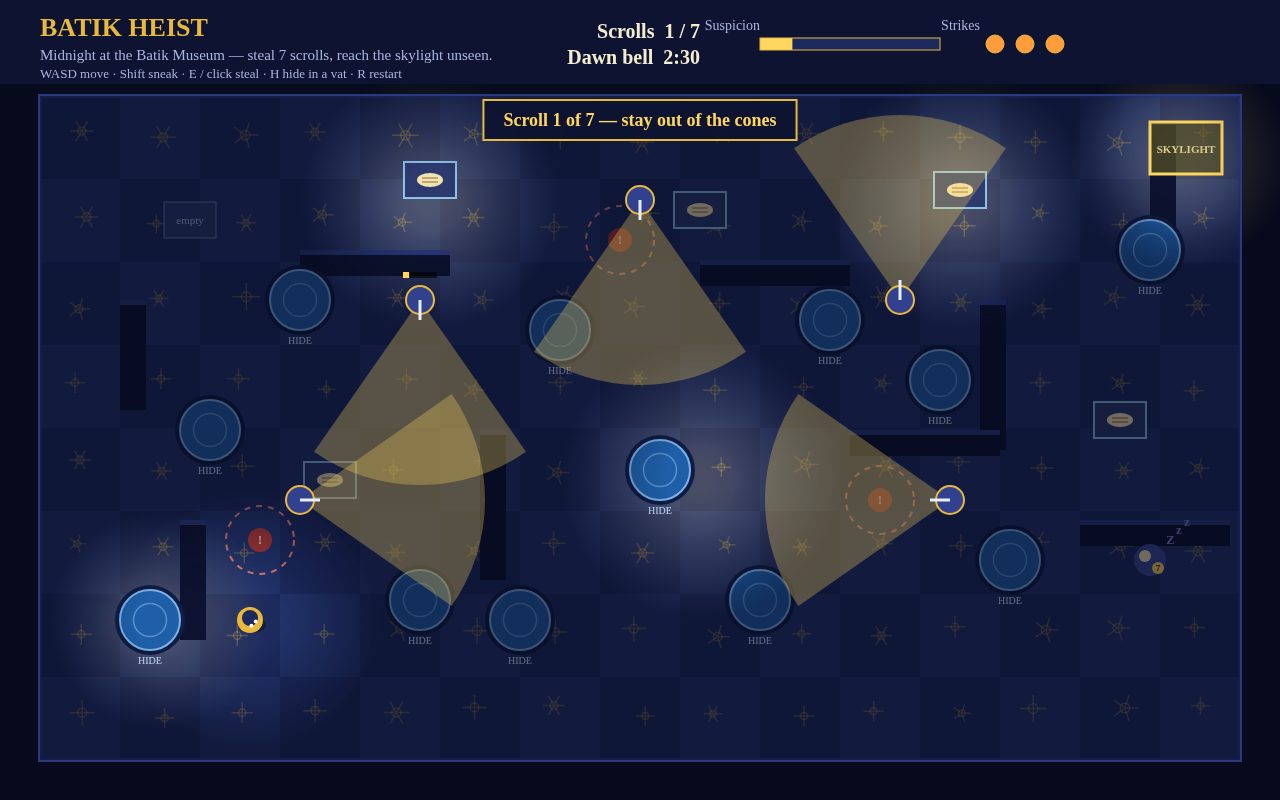 BATIK HEIST
Midnight at the Batik Museum — steal 7 scrolls, reach the skylight unseen.
WASD move · Shift sneak · E / click steal · H hide in a vat · R restart
Scrolls 1 / 7
Dawn bell 2:30
Suspicion
Strikes
Scroll 1 of 7 — stay out of the cones
SKYLIGHT
empty
!
HIDE
HIDE
HIDE
HIDE
HIDE
HIDE
HIDE
HIDE
!
z
z
Z
!
7
HIDE
HIDE
HIDE
HIDE
HIDE